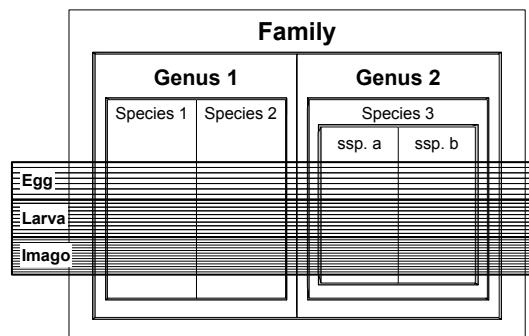 Family
Genus 1 Genus 2
Species 1 Species 2 Species 3
ssp. a ssp. b
Egg
Larva
Imago